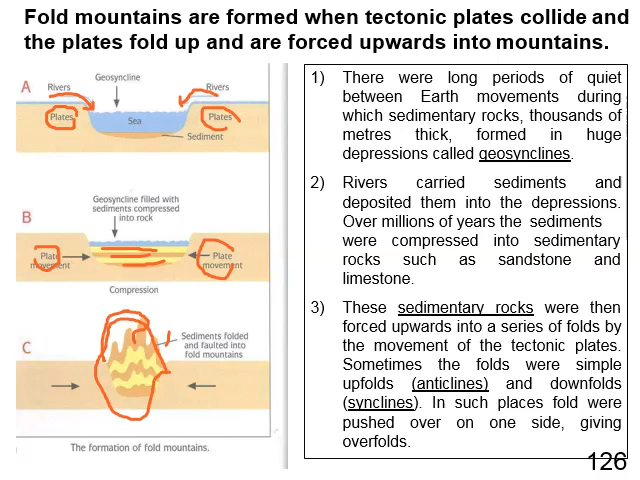 Fold mountains are formed when tectonic plates collide and
the plates fold up and are forced upwards into mountains.
A
Rivers
Geosyncline
Rivers
Plates
Sea
Plates
Sediment
B
Geosyncline filled with
sediments compressed
into rock
Plate
movement
Plate
movement
Compression
C
Sediments folded
and faulted into
fold mountains
The formation of fold mountains.
1) There were long periods of quiet
between Earth movements during
which sedimentary rocks, thousands of
metres thick, formed in huge
depressions called geosynclines.
2) Rivers carried sediments and
deposited them into the depressions.
Over millions of years the sediments
were compressed into sedimentary
rocks such as sandstone and
limestone.
3) These sedimentary rocks were then
forced upwards into a series of folds by
the movement of the tectonic plates.
Sometimes the folds were simple
upfolds (anticlines) and downfolds
(synclines). In such places fold were
pushed over on one side, giving
overfolds.
126